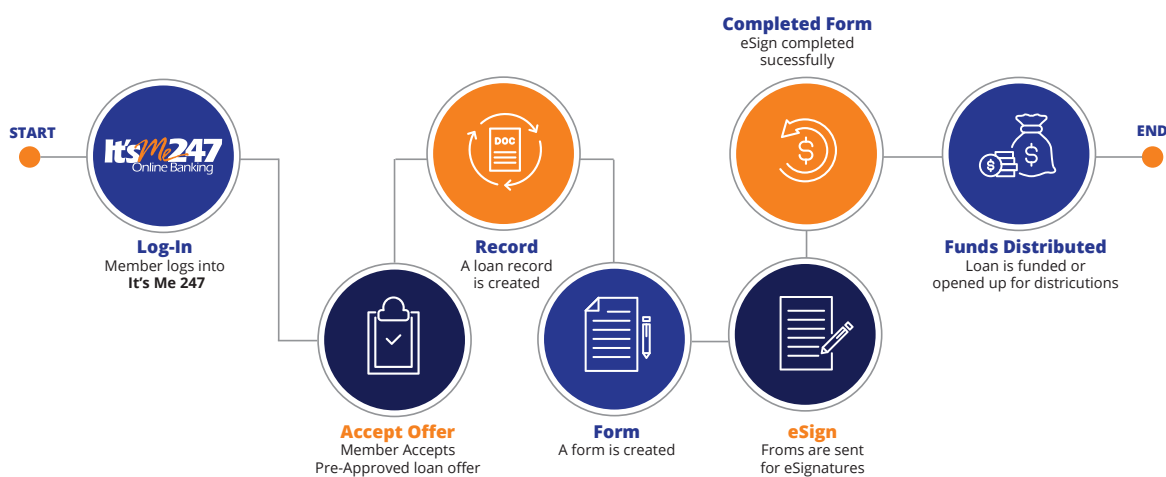 START
It'sMe247
Online Banking
Log-In
Member logs into
It's Me 247
Accept Offer
Member Accepts
Pre-Approved loan offer
DOC
Record
A loan record
is created
Form
A form is created
eSign
Froms are sent
for eSignatures
Completed Form
eSign completed
sucessfully
$
$
$
Funds Distributed
Loan is funded or
opened up for districutions
END